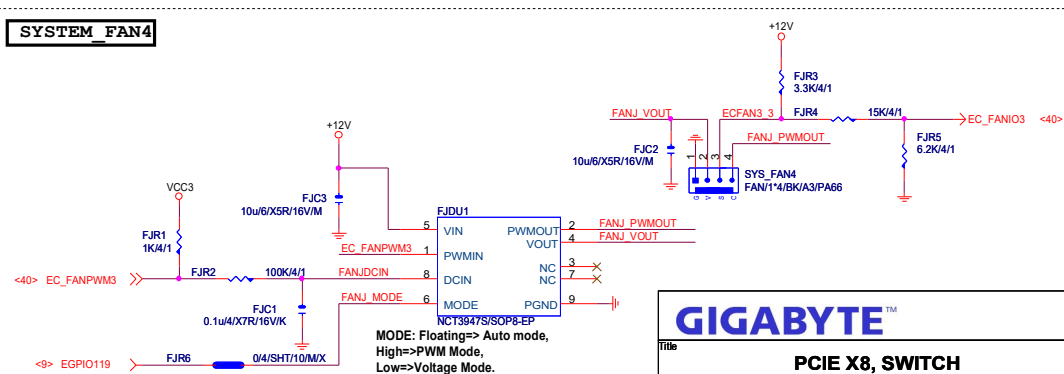 SYSTEM_FAN4
+12V
FJR3
3.3K/4/1
FANJ_VOUT
ECFAN3_3
FJR4
15K/4/1
EC_FANIO3
<40>
FANJ_PWMOUT
FJR5
6.2K/4/1
FJC2
10u/6/X5R/16V/M
1
2
3
4
G
V
S
C
SYS_FAN4
FAN/1*4/BK/A3/PA66
+12V
VCC3
FJC3
10u/6/X5R/16V/M
FJR1
1K/4/1
FJDU1
5 VIN
PWMOUT 2 FANJ_PWMOUT
VOUT 4 FANJ_VOUT
EC_FANPWM3 1 PWMIN
NC 3
NC 7
<40> EC_FANPWM3
FJR2
100K/4/1
FANJDCIN 8 DCIN
FANJ_MODE 6 MODE
PGND 9
FJC1
0.1u/4/X7R/16V/K
NCT3947S/SOP8-EP
MODE: Floating=> Auto mode,
High=>PWM Mode,
Low=>Voltage Mode.
<9> EGPIO119
FJR6
0/4/SHT/10/M/X
GIGABYTE™
Title
PCIE X8, SWITCH